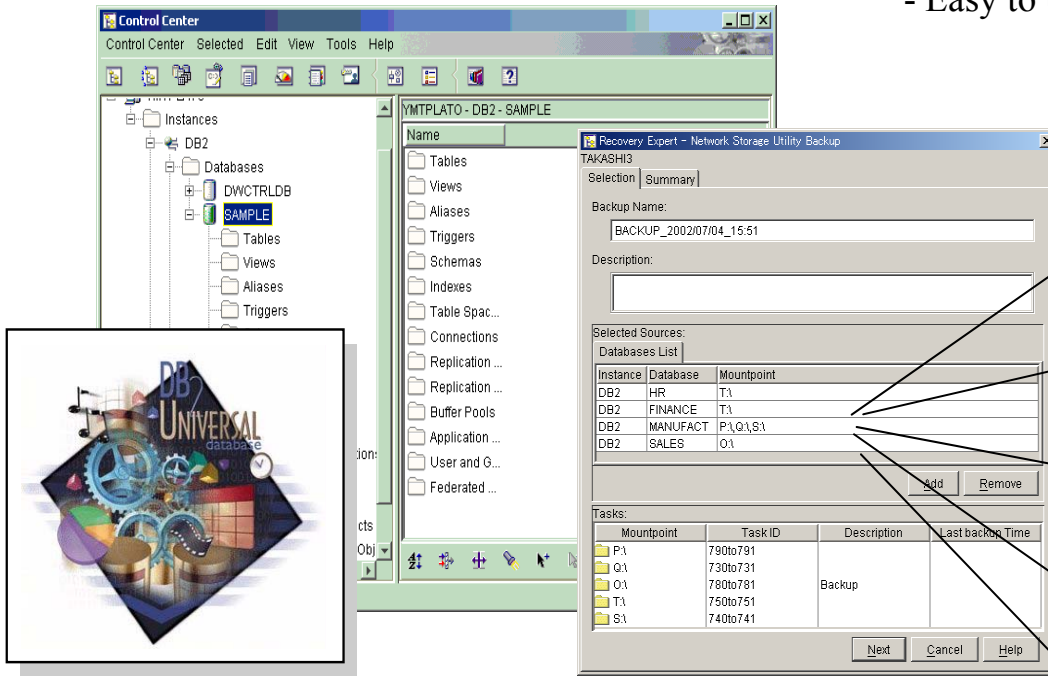 - Easy to
Control Center
Control Center Selected Edit View Tools Help
Instances
DB2
Databases
DWCTRLDB
SAMPLE
Tables
Views
Aliases
Triggers
YMTPLATO - DB2 - SAMPLE
Name
Tables
Views
Aliases
Triggers
Schemas
Indexes
Table Spac...
Connections
Replication ...
Replication ...
Buffer Pools
Application ...
User and G...
Federated ...
DB2
UNIVERSAL
database
Recovery Expert - Network Storage Utility Backup
TAKASHI3
Selection Summary
Backup Name:
BACKUP_2002/07/04_15:51
Description:
Selected Sources:
Databases List
Instance Database Mountpoint
DB2 HR T:\
DB2 FINANCE T:\
DB2 MANUFACT P:\,Q:\,S:\
DB2 SALES O:\
Add Remove
Tasks:
Mountpoint Task ID Description Last backup Time
P:\ 790to791
Q:\ 730to731
O:\ 780to781 Backup
T:\ 750to751
S:\ 740to741
Next Cancel Help